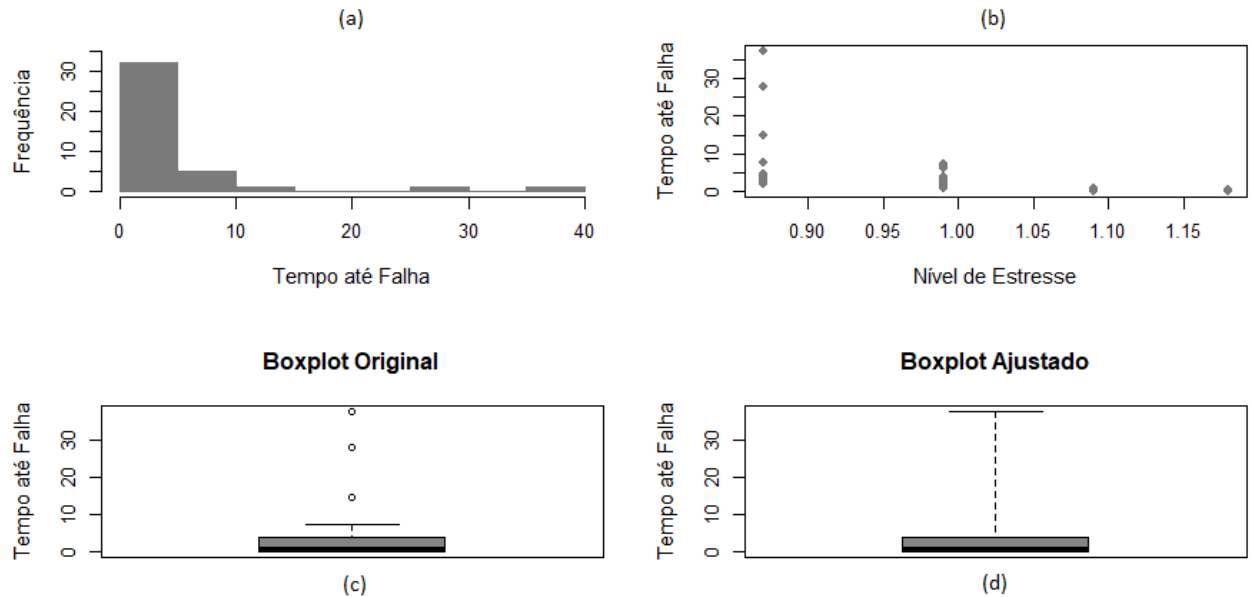 (a)
Frequência
0 10 30
0 10 20 30 40
Tempo até Falha
(b)
Tempo até Falha
0 10 20 30
0.90 0.95 1.00 1.05 1.10 1.15
Nível de Estresse
Boxplot Original
Tempo até Falha
0 10 20 30
(c)
Boxplot Ajustado
Tempo até Falha
0 10 20 30
(d)